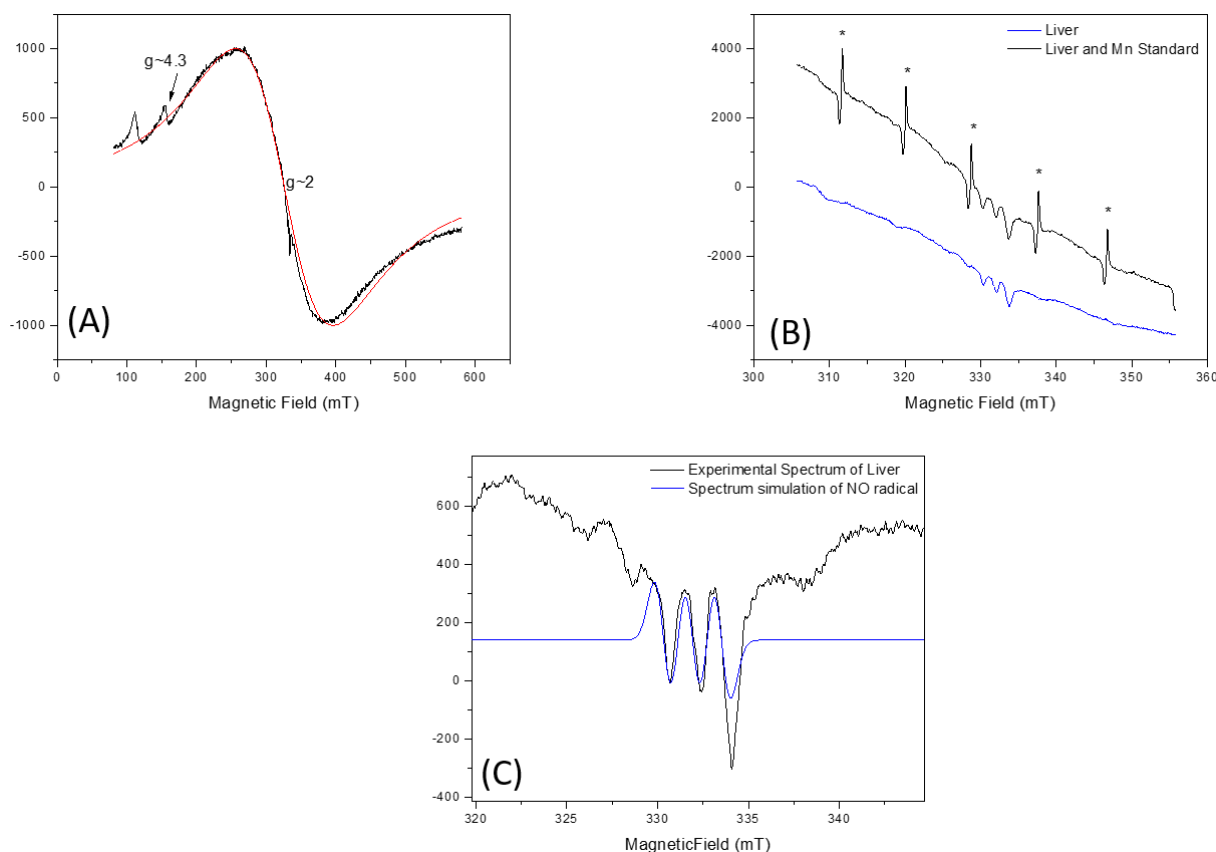 1000
500
0
-500
-1000
g~4.3
g~2
(A)
0 100 200 300 400 500 600
Magnetic Field (mT)
4000
2000
0
-2000
-4000
Liver
Liver and Mn Standard
* * * * *
(B)
300 310 320 330 340 350 360
Magnetic Field (mT)
600
400
200
0
-200
-400
Experimental Spectrum of Liver
Spectrum simulation of NO radical
(C)
320 325 330 335 340
MagneticField (mT)